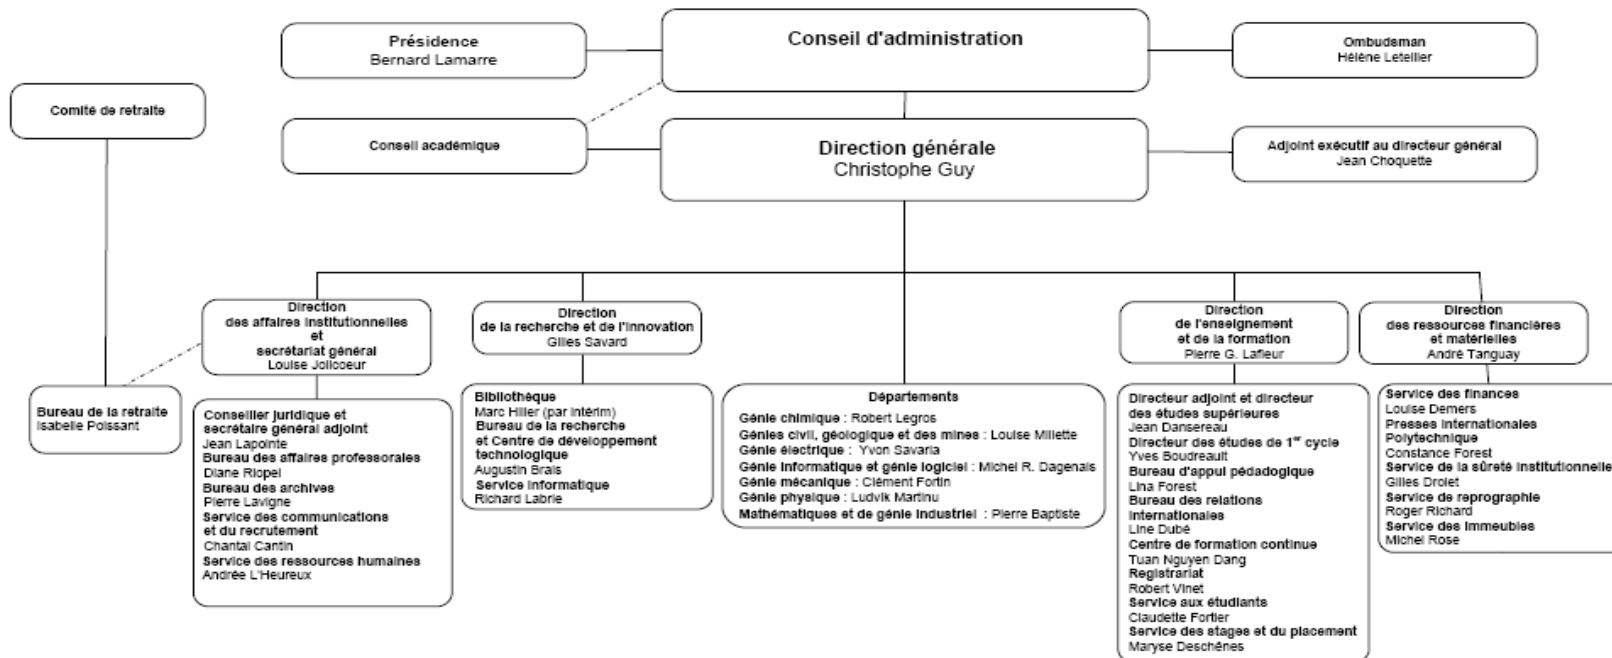 Présidence
Bernard Lamarre
Conseil d'administration
Ombudsman
Hélène Letellier
Comité de retraite
Conseil académique
Direction générale
Christophe Guy
Adjoint exécutif au directeur général
Jean Choquette
Direction
des affaires institutionnelles
et
secrétariat général
Louise Jolicoeur
Direction
de la recherche et de l'innovation
Gilles Savard
Direction
de l'enseignement
et de la formation
Pierre G. Lafleur
Direction
des ressources financières
et matérielles
André Tanguay
Bureau de la retraite
Isabelle Poissant
Conseiller juridique et
secrétaire général adjoint
Jean Lapointe
Bureau des affaires professorales
Diane Riopel
Bureau des archives
Pierre Lavigne
Service des communications
et du recrutement
Chantal Cantin
Service des ressources humaines
Andrée L'Heureux
Bibliothèque
Marc Hiller (par intérim)
Bureau de la recherche
et Centre de développement
technologique
Augustin Brais
Service informatique
Richard Labrie
Départements
Génie chimique : Robert Legros
Génies civil, géologique et des mines : Louise Millette
Génie électrique : Yvon Savaria
Génie informatique et génie logiciel : Michel R. Dagenais
Génie mécanique : Clément Fortin
Génie physique : Ludvik Martinu
Mathématiques et de génie industriel : Pierre Baptiste
Directeur adjoint et directeur
des études supérieures
Jean Dansereau
Directeur des études de 1er cycle
Yves Boudreault
Bureau d'appui pédagogique
Lina Forest
Bureau des relations
internationales
Line Dubé
Centre de formation continue
Tuan Nguyen Dang
Registrariat
Robert Vinet
Service aux étudiants
Claudette Fortier
Service des stages et du placement
Maryse Deschênes
Service des finances
Louise Demers
Presses internationales
Polytechnique
Constance Forest
Service de la sûreté institutionnelle
Gilles Drolet
Service de reprographie
Roger Richard
Service des immeubles
Michel Rose